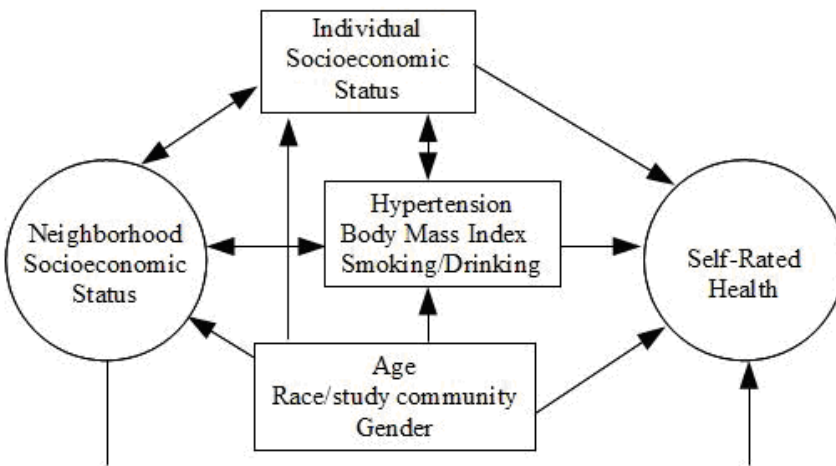 Individual
Socioeconomic
Status
Neighborhood
Socioeconomic
Status
Hypertension
Body Mass Index
Smoking/Drinking
Self-Rated
Health
Age
Race/study community
Gender